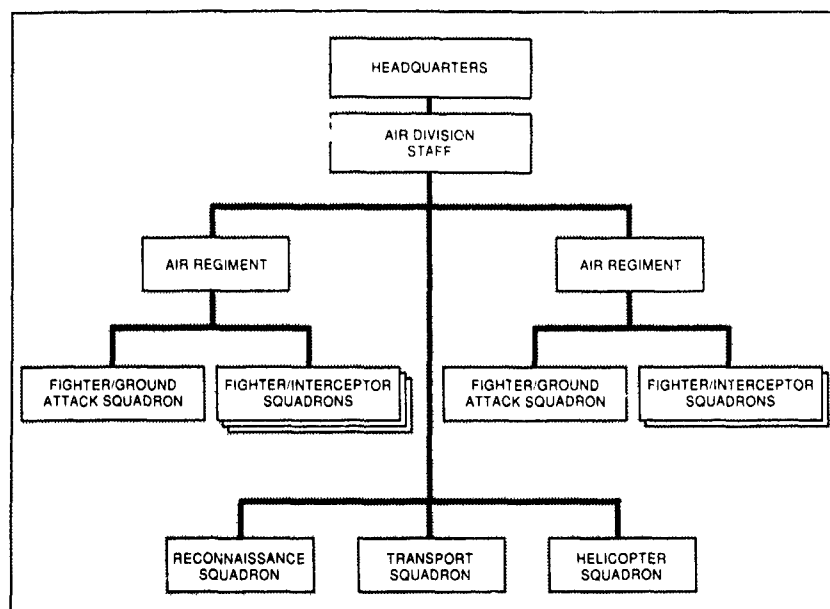 HEADQUARTERS
AIR DIVISION
STAFF
AIR REGIMENT
AIR REGIMENT
FIGHTER/GROUND
ATTACK SQUADRON
FIGHTER/INTERCEPTOR
SQUADRONS
FIGHTER/GROUND
ATTACK SQUADRON
FIGHTER/INTERCEPTOR
SQUADRONS
RECONNAISSANCE
SQUADRON
TRANSPORT
SQUADRON
HELICOPTER
SQUADRON